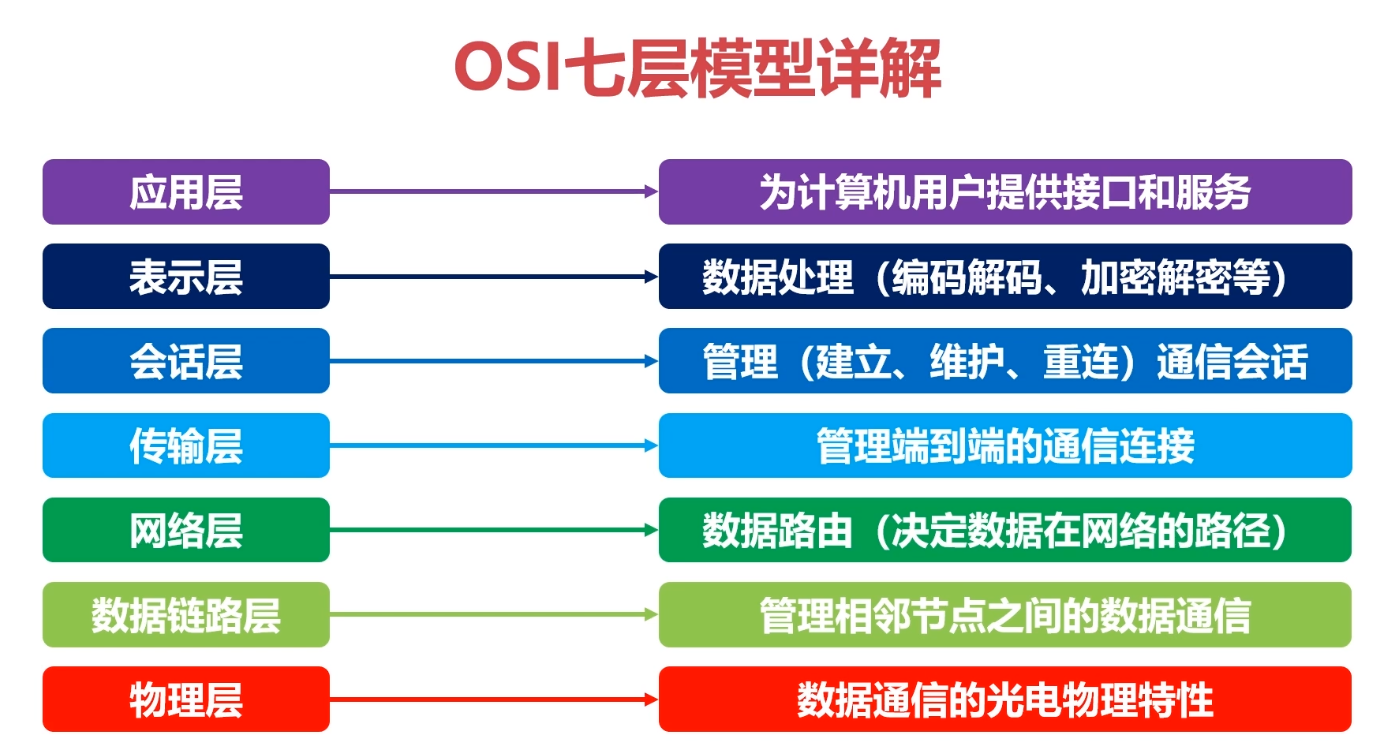 OSI七层模型详解
应用层
为计算机用户提供接口和服务
表示层
数据处理（编码解码、加密解密等）
会话层
管理（建立、维护、重连）通信会话
传输层
管理端到端的通信连接
网络层
数据路由（决定数据在网络的路径）
数据链路层
管理相邻节点之间的数据通信
物理层
数据通信的光电物理特性